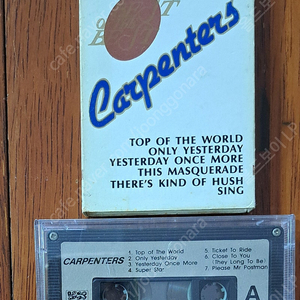 Carpenters
TOP OF THE WORLD
ONLY YESTERDAY
YESTERDAY ONCE MORE
THIS MASQUERADE
THERE'S KIND OF HUSH
SING
CARPENTERS
1 Top of The World
2 Only Yesterday
3 Yesterday Once More
4 Super Star
5 Ticket To Ride
6 Close To You
(They Long To Be)
7 Please Mr Postman
A